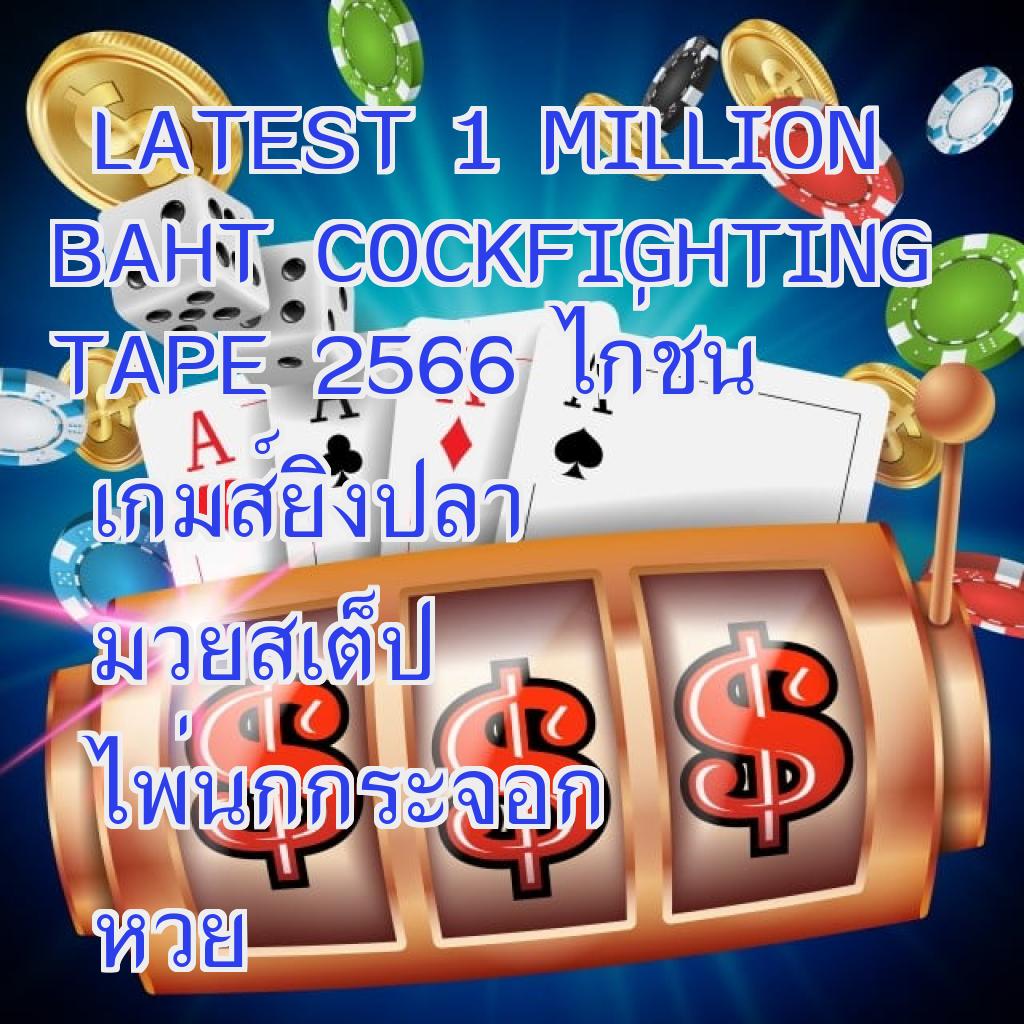 LATEST 1 MILLION
BAHT COCKFIGHTING
TAPE 2566 ไก่ชน
เกมส์ยิงปลา
มวยสเต็ป
ไพ่นกกระจอก
หวย
A A A A